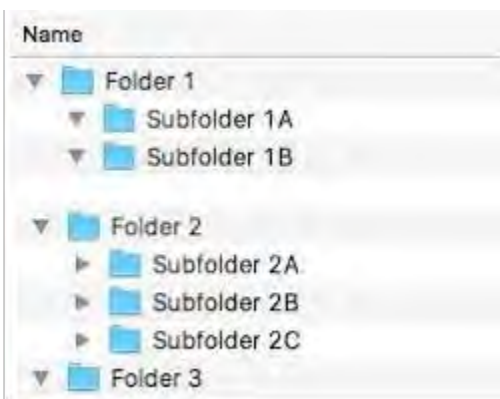 Name
Folder 1
Subfolder 1A
Subfolder 1B
Folder 2
Subfolder 2A
Subfolder 2B
Subfolder 2C
Folder 3